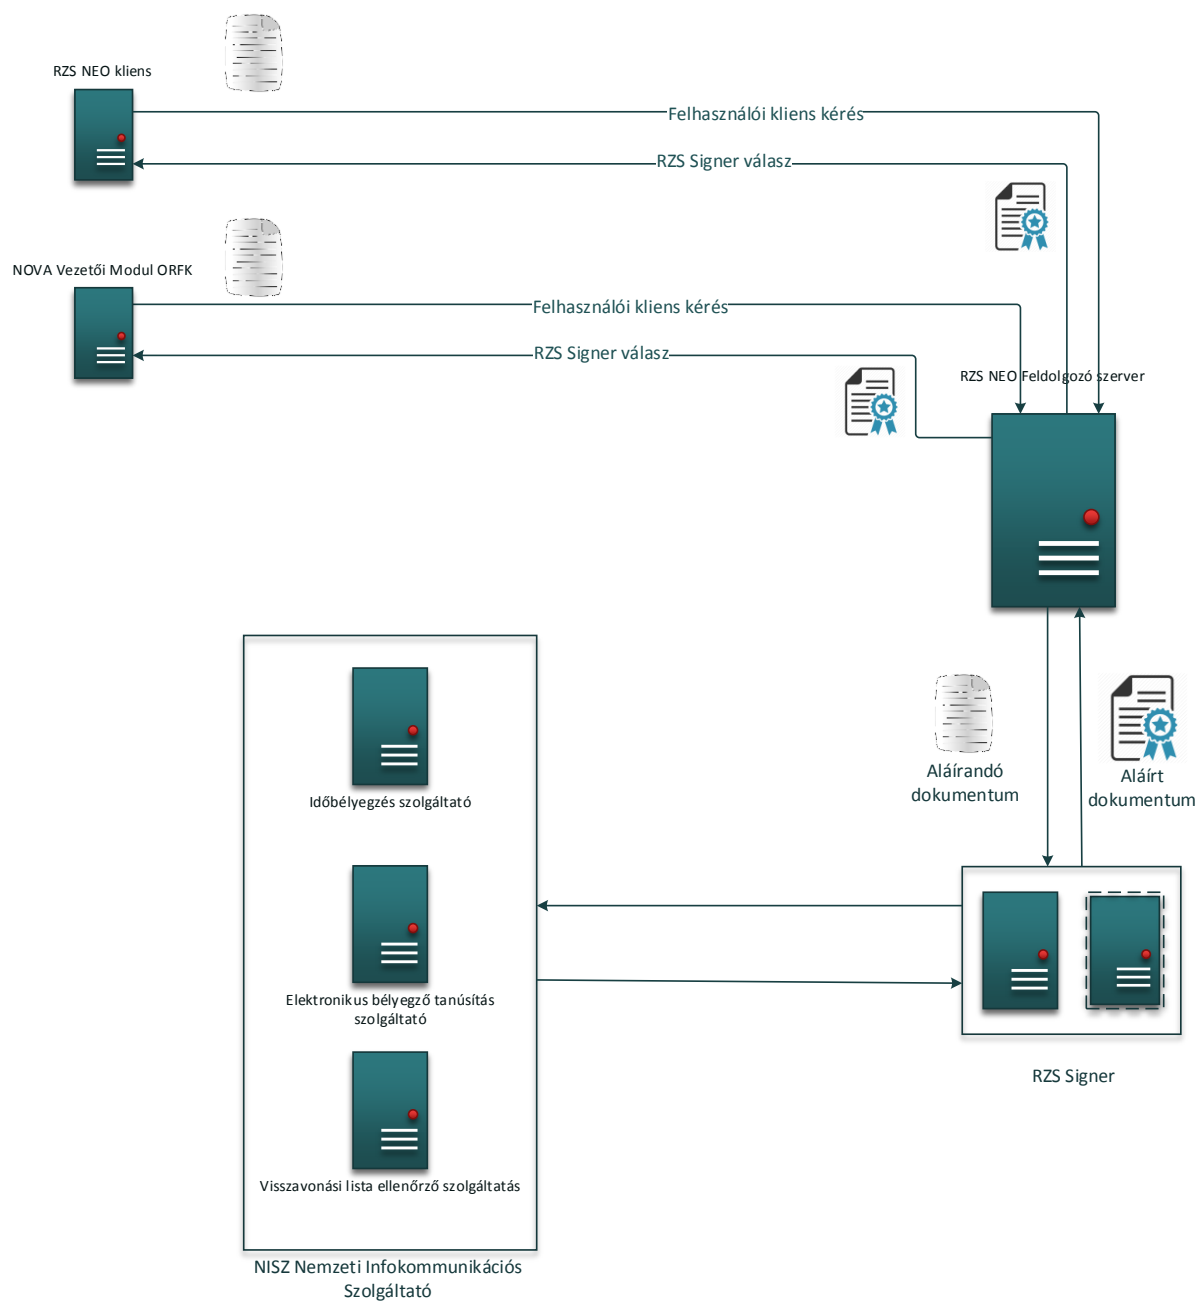 RZS NEO kliens
Felhasználói kliens kérés
RZS Signer válasz
NOVA Vezetői Modul ORFK
Felhasználói kliens kérés
RZS Signer válasz
RZS NEO Feldolgozó szerver
Aláírandó
dokumentum
Aláírt
dokumentum
Időbélyegzés szolgáltató
Elektronikus bélyegző tanúsítás
szolgáltató
Visszavonási lista ellenőrző szolgáltatás
RZS Signer
NISZ Nemzeti Infokommunikációs
Szolgáltató